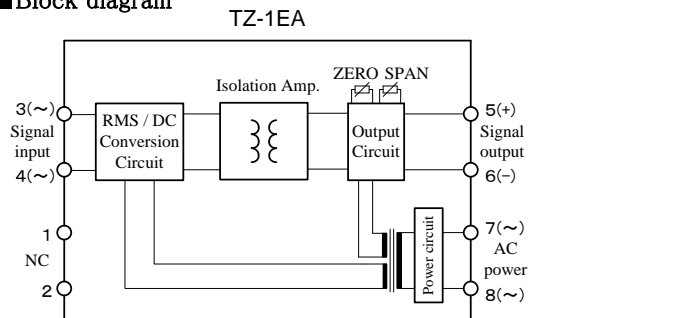 ■Block diagram
TZ-1EA
ZERO SPAN
Isolation Amp.
3(~)
Signal
input
4(~)
RMS / DC
Conversion
Circuit
Output
Circuit
5(+)
Signal
output
6(-)
1
NC
2
Power circuit
7(~)
AC
power
8(~)